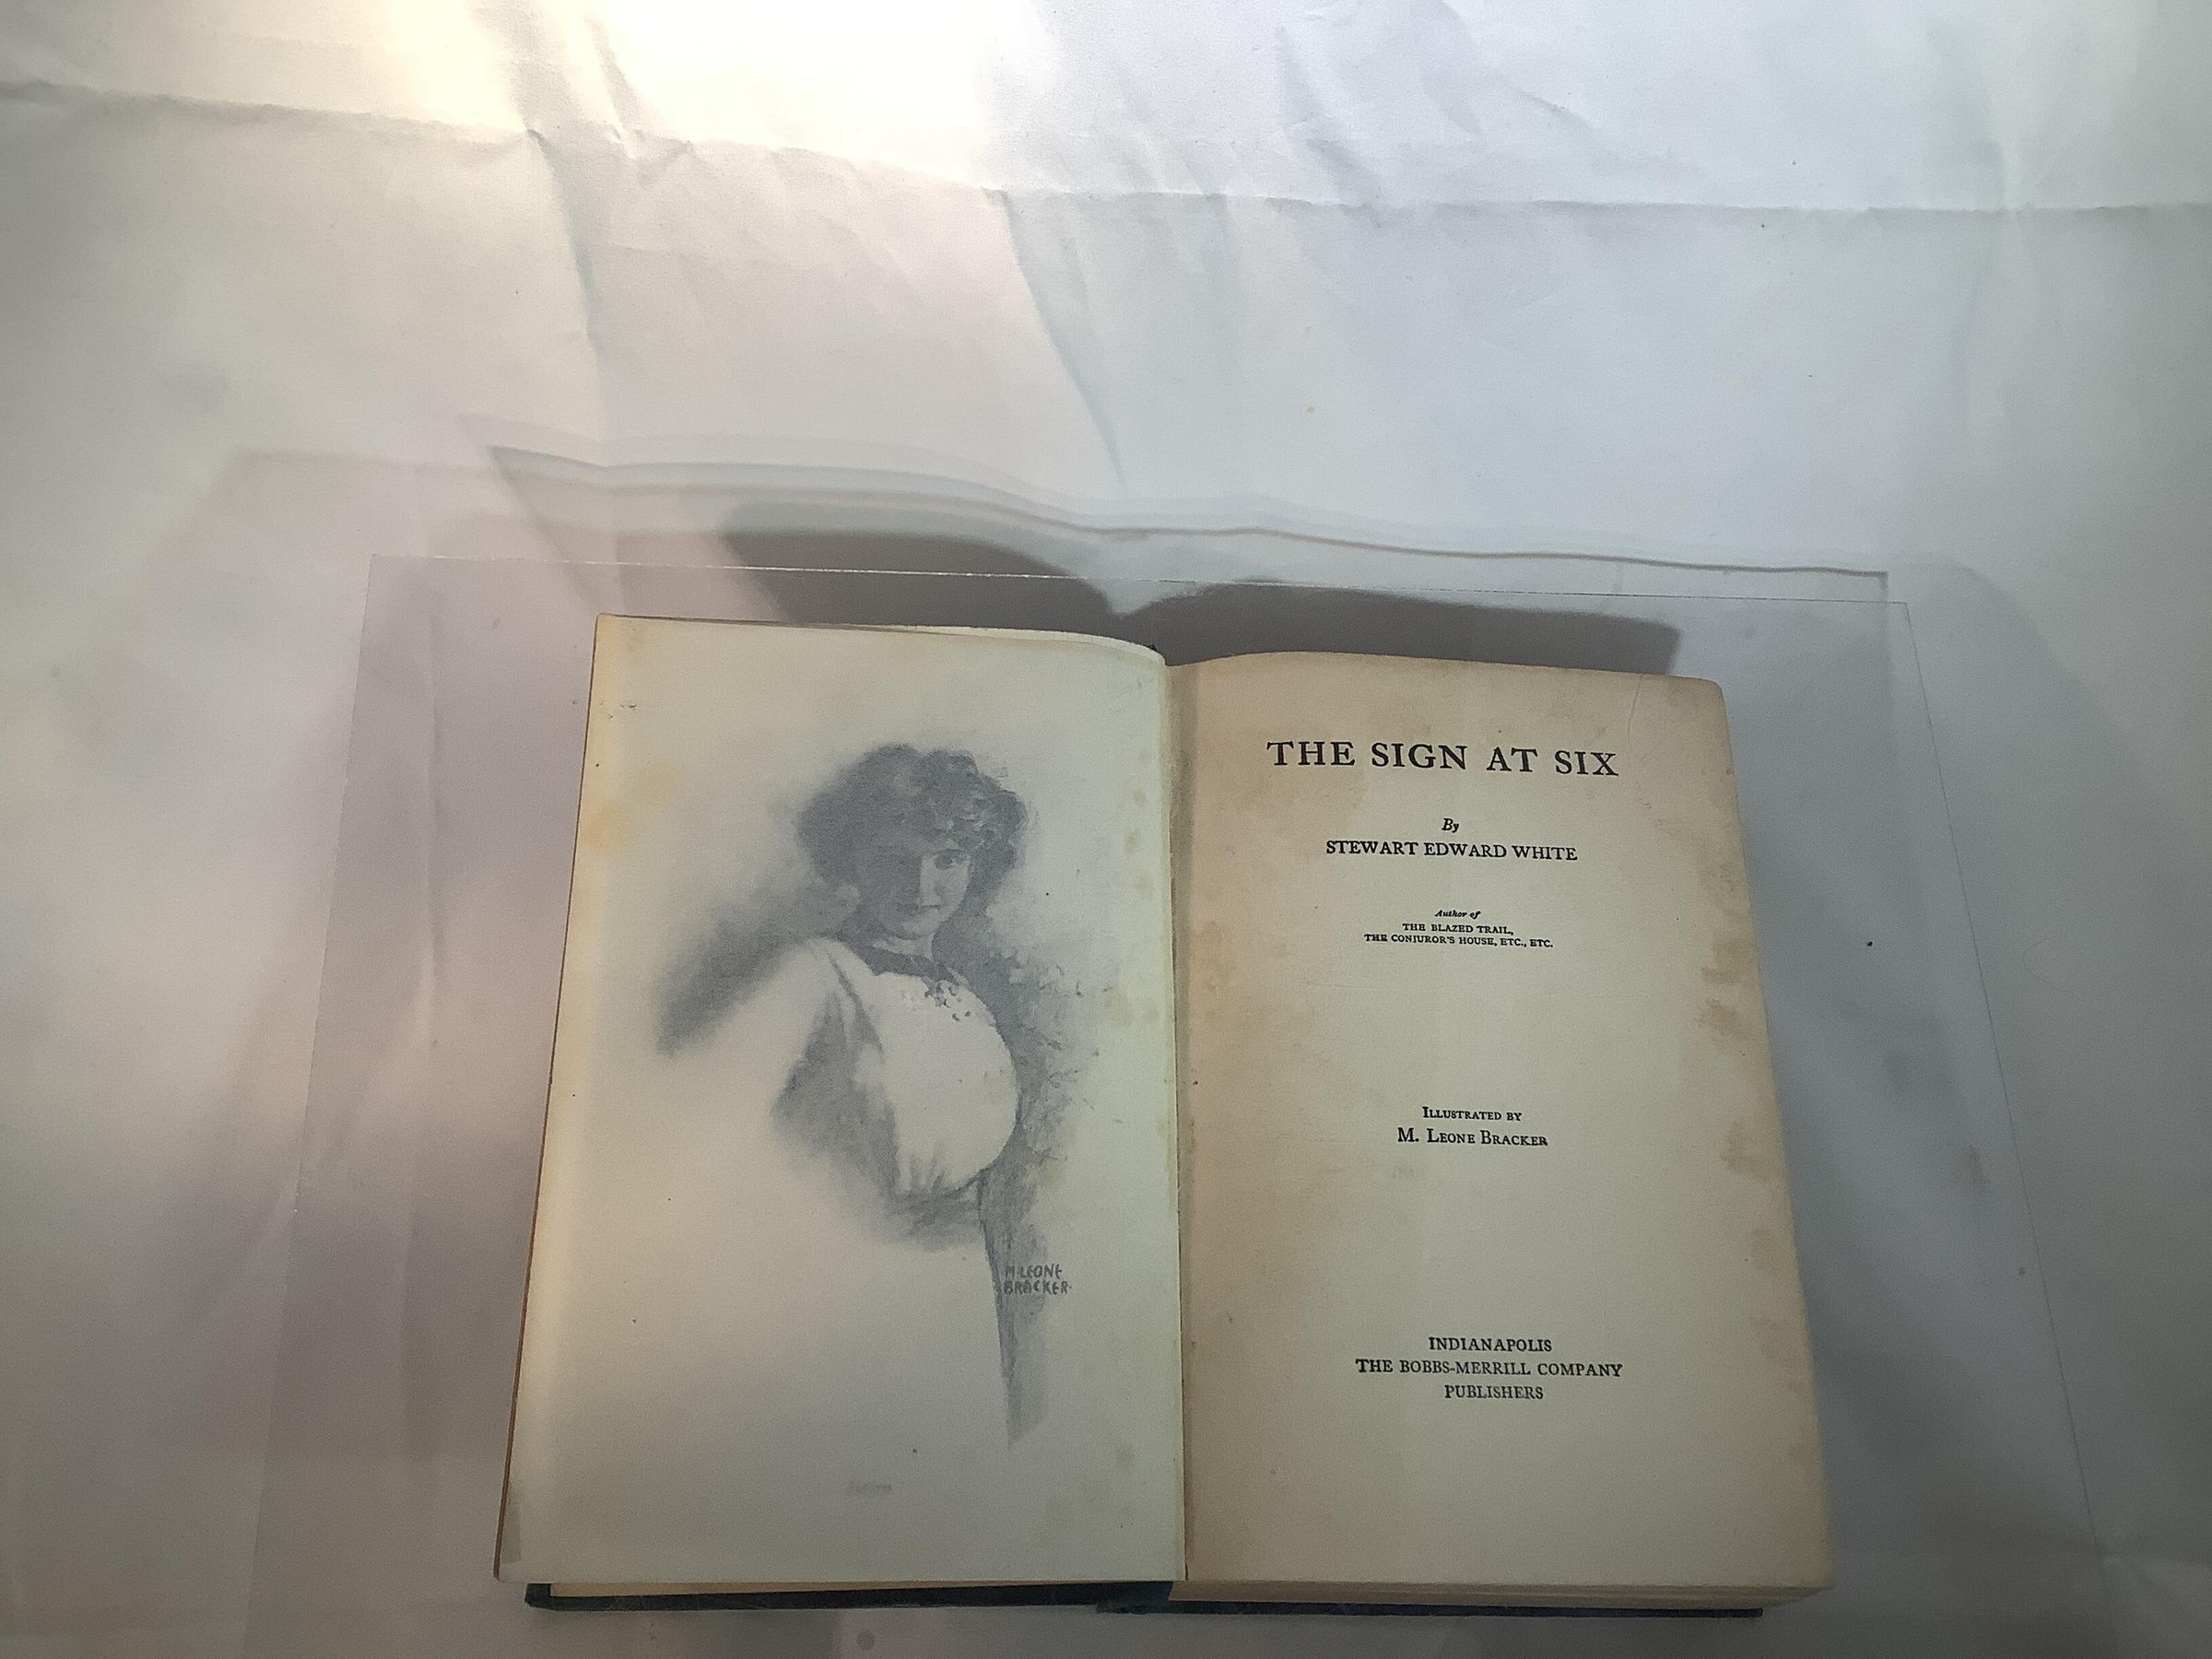 M·LEONE
BRACKER·
THE SIGN AT SIX
By
STEWART EDWARD WHITE
Author of
THE BLAZED TRAIL,
THE CONJUROR'S HOUSE, ETC., ETC.
ILLUSTRATED BY
M. LEONE BRACKER
INDIANAPOLIS
THE BOBBS-MERRILL COMPANY
PUBLISHERS